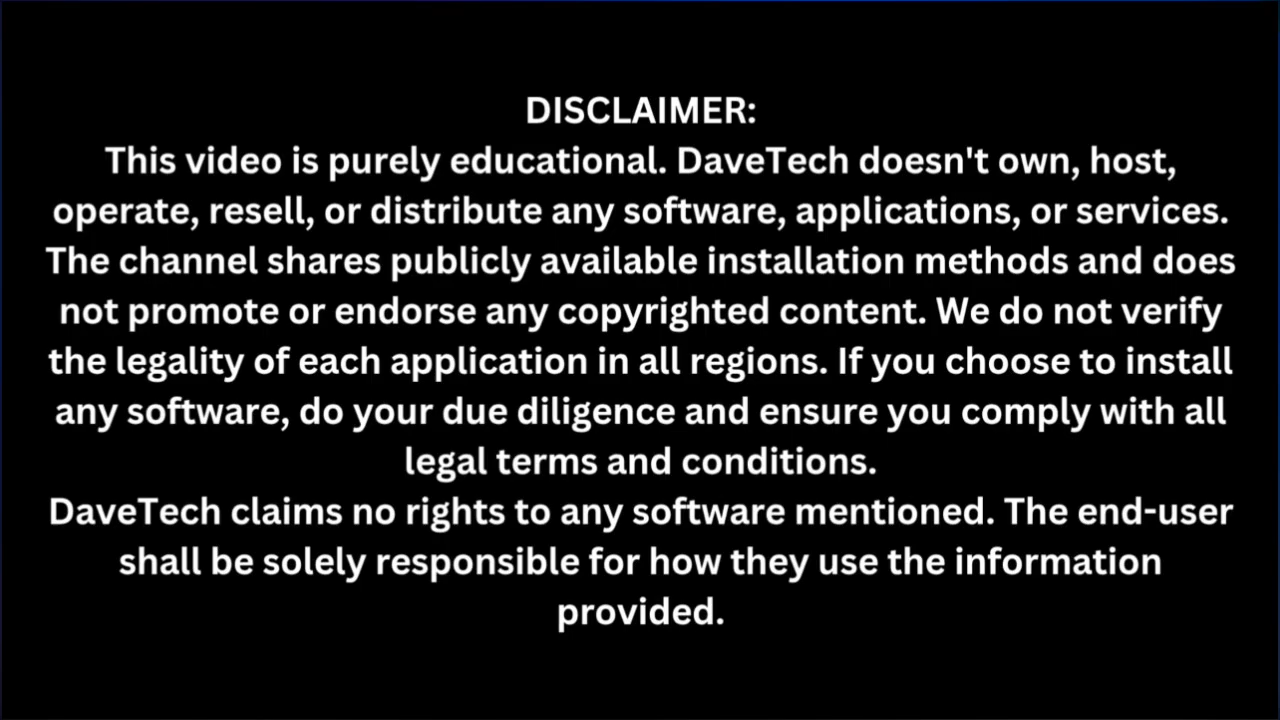 DISCLAIMER:
This video is purely educational. DaveTech doesn't own, host,
operate, resell, or distribute any software, applications, or services.
The channel shares publicly available installation methods and does
not promote or endorse any copyrighted content. We do not verify
the legality of each application in all regions. If you choose to install
any software, do your due diligence and ensure you comply with all
legal terms and conditions.
DaveTech claims no rights to any software mentioned. The end-user
shall be solely responsible for how they use the information
provided.